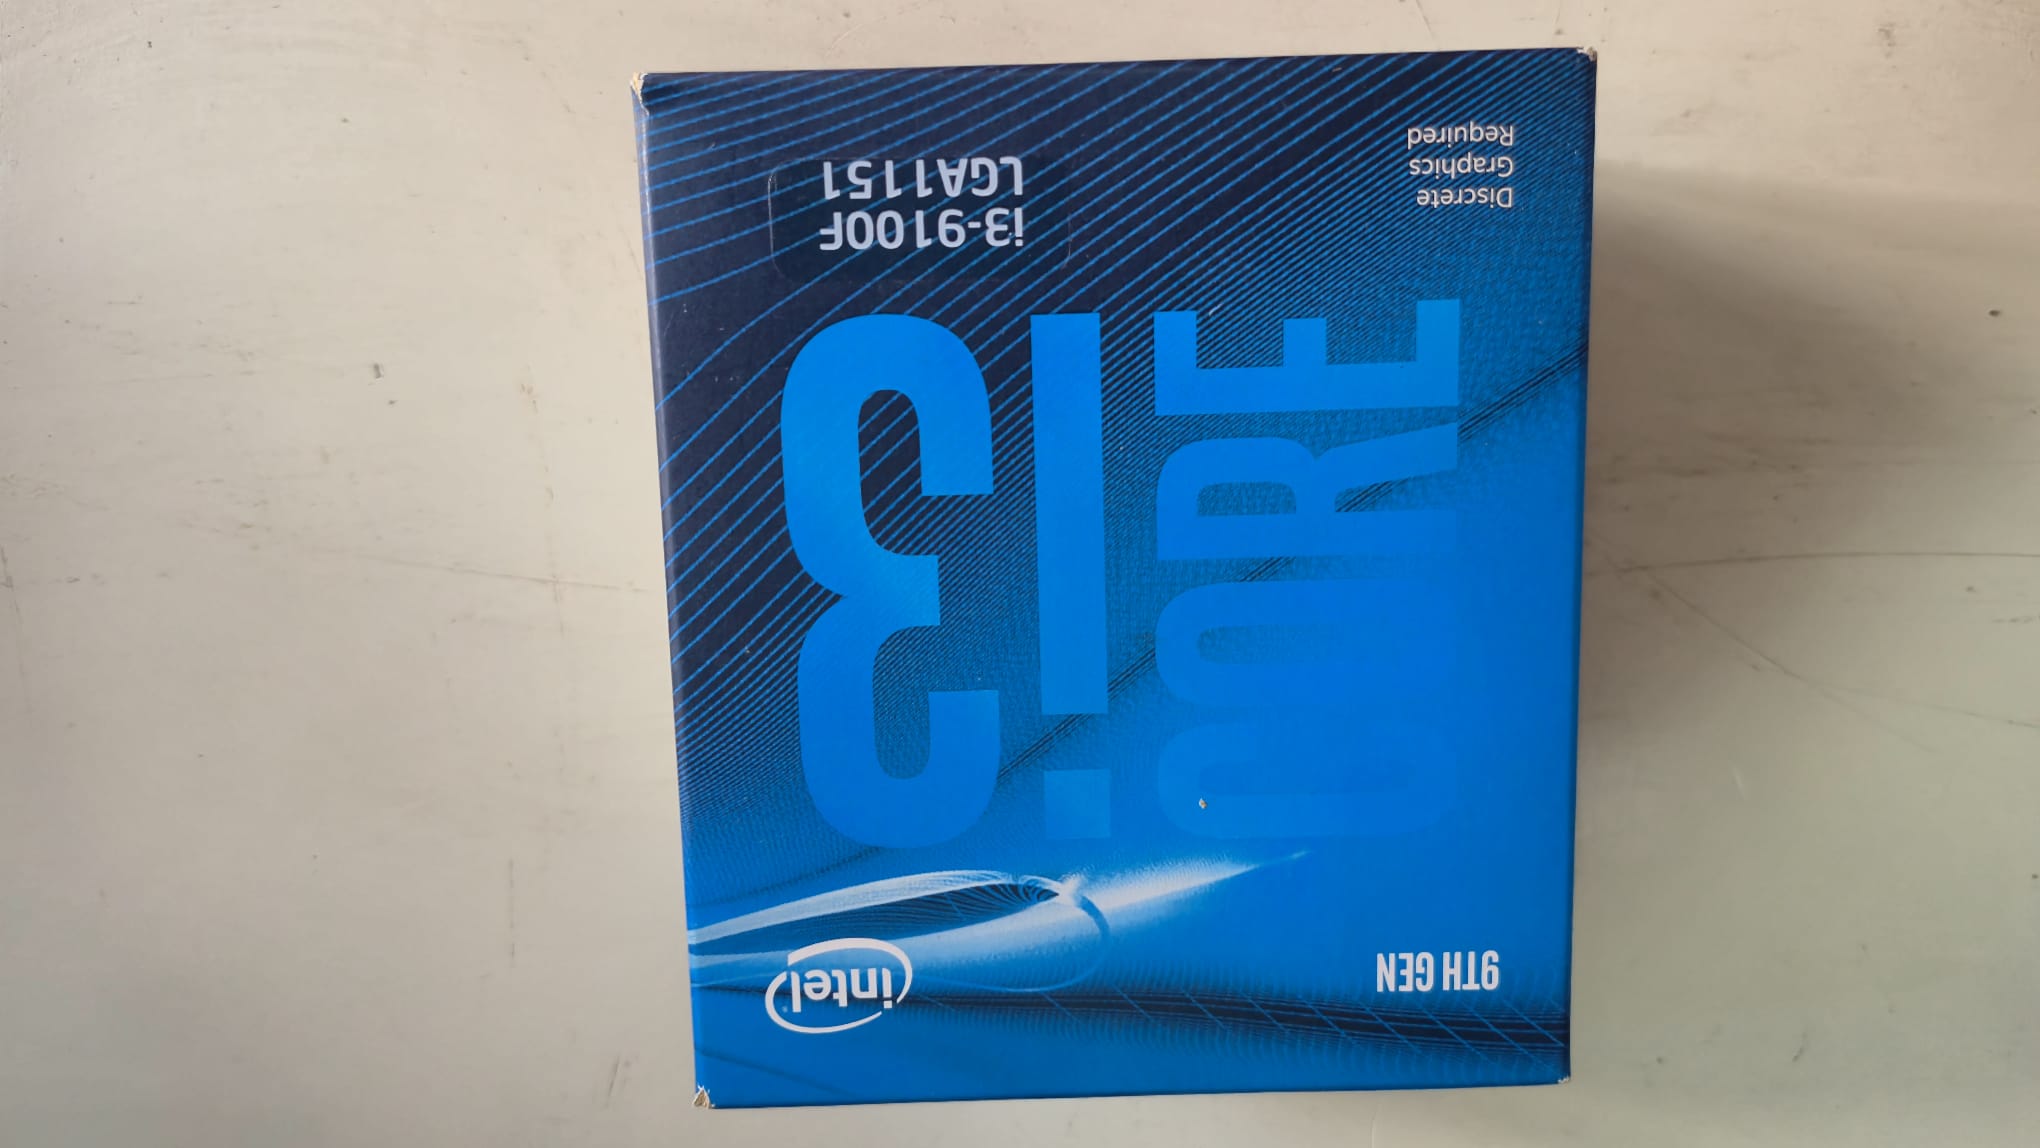 9TH GEN
intel
CORE i3
i3-9100F
LGA1151
Discrete
Graphics
Required